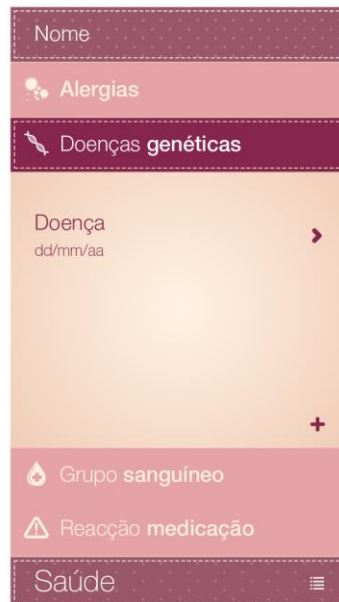 Nome
Alergias
Doenças genéticas
Doença
dd/mm/aa
Grupo sanguíneo
Reacção medicação
Saúde